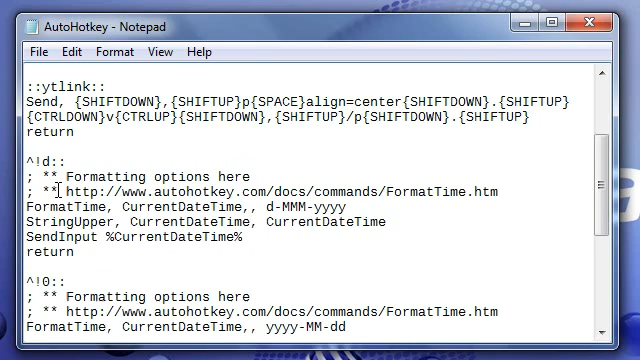 AutoHotkey - Notepad
File Edit Format View Help
::ytlink::
Send, {SHIFTDOWN},{SHIFTUP}p{SPACE}align=center{SHIFTDOWN}.{SHIFTUP}
{CTRLDOWN}v{CTRLUP}{SHIFTDOWN},{SHIFTUP}/p{SHIFTDOWN}.{SHIFTUP}
return
^!d::
; ** Formatting options here
; ** http://www.autohotkey.com/docs/commands/FormatTime.htm
FormatTime, CurrentDateTime,, d-MMM-yyyy
StringUpper, CurrentDateTime, CurrentDateTime
SendInput %CurrentDateTime%
return
^!0::
; ** Formatting options here
; ** http://www.autohotkey.com/docs/commands/FormatTime.htm
FormatTime, CurrentDateTime,, yyyy-MM-dd